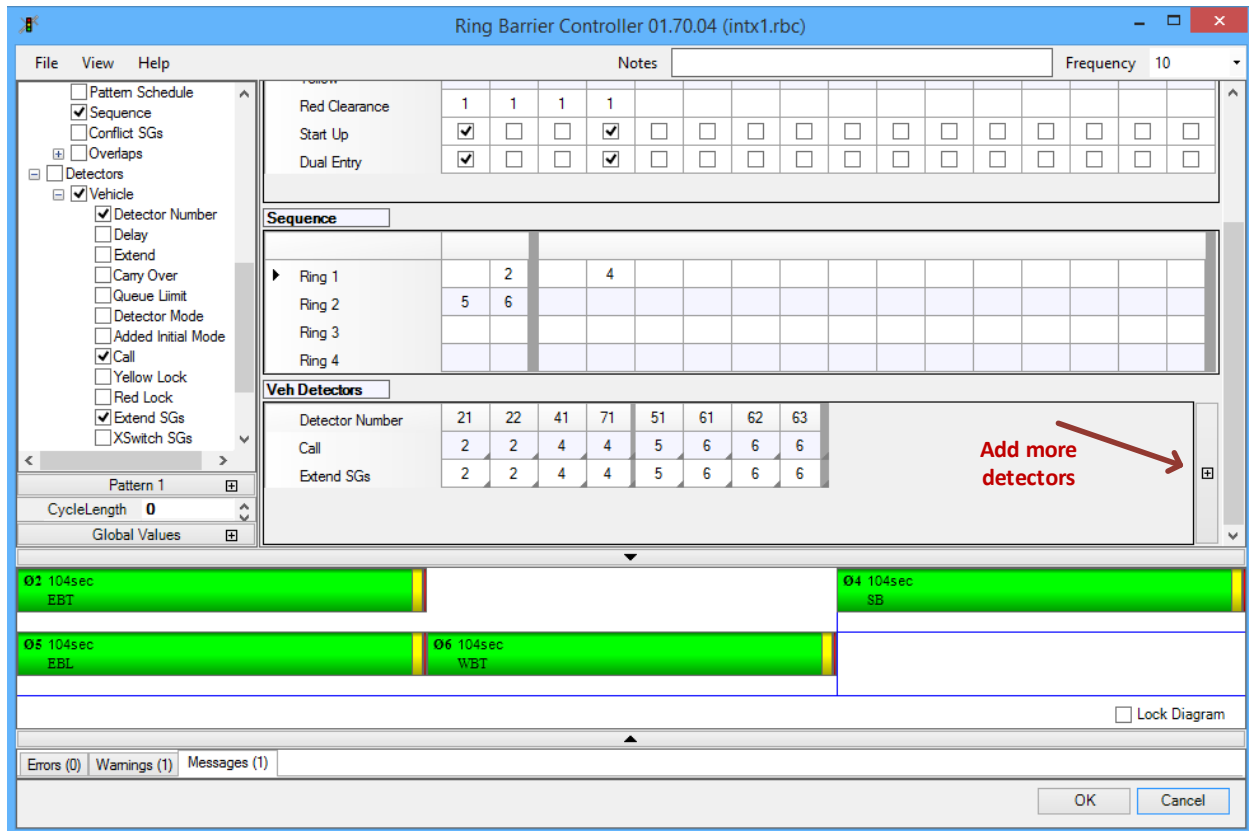 Ring Barrier Controller 01.70.04 (intx1.rbc)
File View Help Notes Frequency 10
Pattern Schedule
Sequence
Conflict SGs
Overlaps
Detectors
Vehicle
Detector Number
Delay
Extend
Carry Over
Queue Limit
Detector Mode
Added Initial Mode
Call
Yellow Lock
Red Lock
Extend SGs
XSwitch SGs
Pattern 1
CycleLength 0
Global Values
Red Clearance 1 1 1 1
Start Up
Dual Entry
Sequence
Ring 1 2 4
Ring 2 5 6
Ring 3
Ring 4
Veh Detectors
Detector Number 21 22 41 71 51 61 62 63
Call 2 2 4 4 5 6 6 6
Extend SGs 2 2 4 4 5 6 6 6
Add more
detectors
Ø2 104sec
EBT
Ø4 104sec
SB
Ø5 104sec
EBL
Ø6 104sec
WBT
Lock Diagram
Errors (0) Warnings (1) Messages (1)
OK Cancel